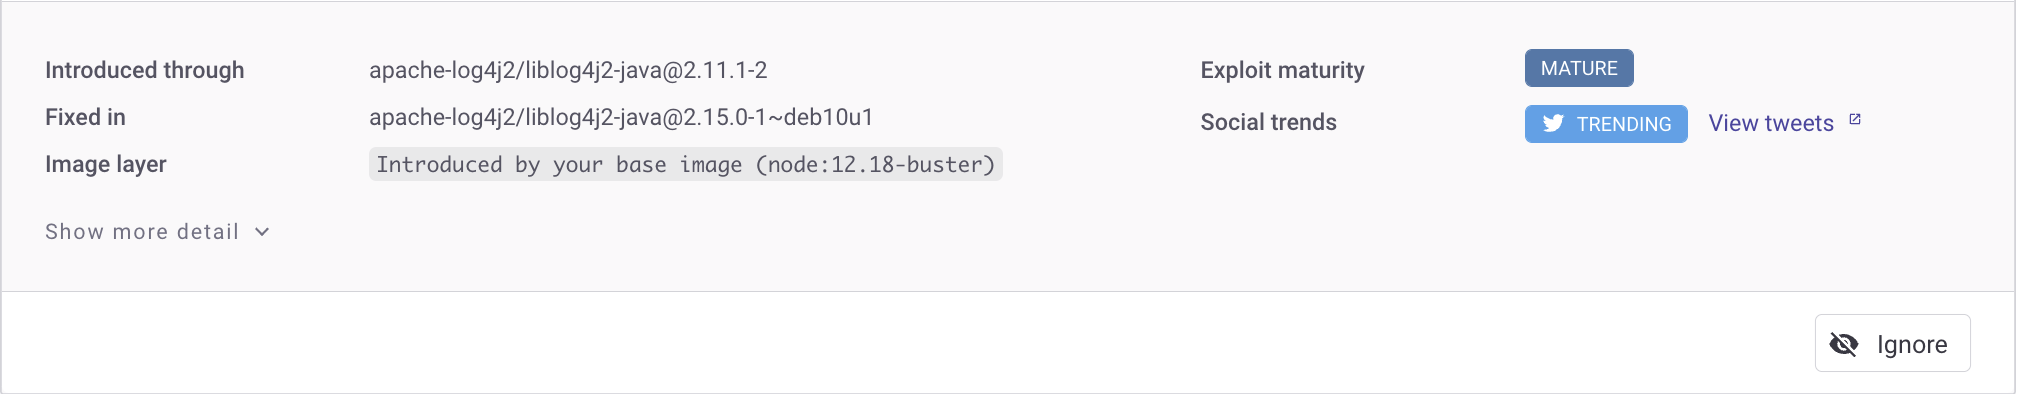 Introduced through apache-log4j2/liblog4j2-java@2.11.1-2
Fixed in apache-log4j2/liblog4j2-java@2.15.0-1~deb10u1
Image layer Introduced by your base image (node:12.18-buster)
Show more detail
Exploit maturity MATURE
Social trends TRENDING View tweets
Ignore